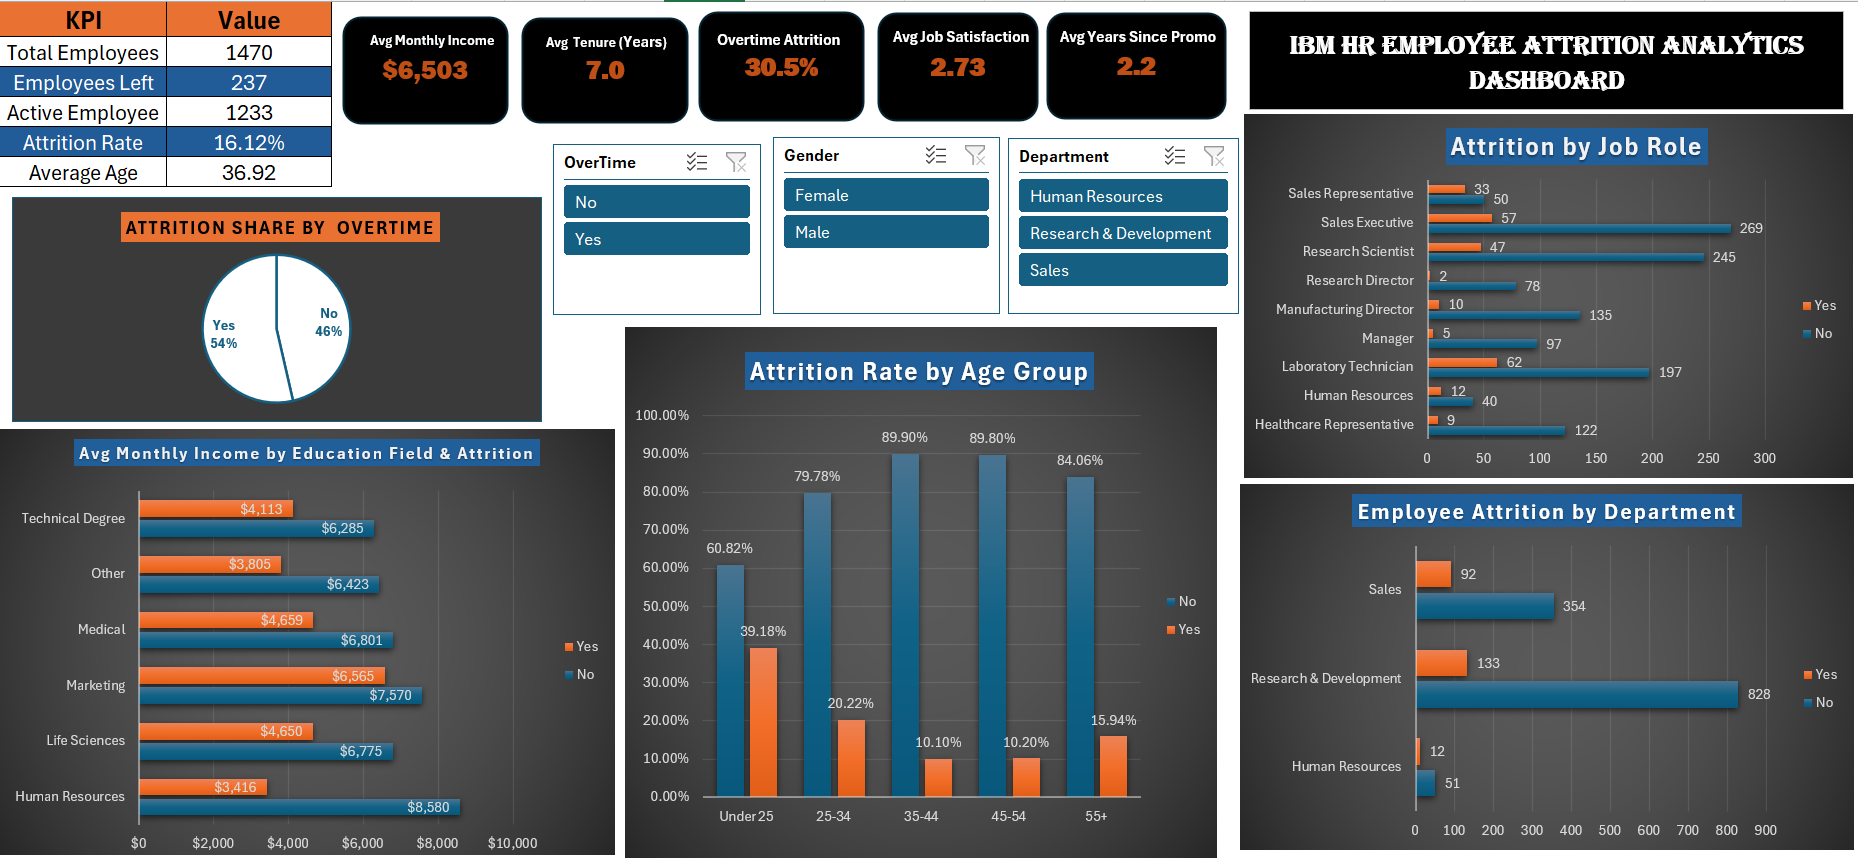 KPI Value
Total Employees 1470
Employees Left 237
Active Employee 1233
Attrition Rate 16.12%
Average Age 36.92
Avg Monthly Income
$6,503
Avg Tenure (Years)
7.0
Overtime Attrition
30.5%
Avg Job Satisfaction
2.73
Avg Years Since Promo
2.2
IBM HR EMPLOYEE ATTRITION ANALYTICS
DASHBOARD
OverTime
No
Yes
Gender
Female
Male
Department
Human Resources
Research & Development
Sales
ATTRITION SHARE BY OVERTIME
Yes
54%
No
46%
Avg Monthly Income by Education Field & Attrition
Technical Degree
$4,113
$6,285
Other
$3,805
$6,423
Medical
$4,659
$6,801
Marketing
$6,565
$7,570
Life Sciences
$4,650
$6,775
Human Resources
$3,416
$8,580
$0 $2,000 $4,000 $6,000 $8,000 $10,000
Yes
No
Attrition Rate by Age Group
100.00%
90.00%
80.00%
70.00%
60.00%
50.00%
40.00%
30.00%
20.00%
10.00%
0.00%
60.82%
39.18%
79.78%
20.22%
89.90%
10.10%
89.80%
10.20%
84.06%
15.94%
Under 25 25-34 35-44 45-54 55+
No
Yes
Attrition by Job Role
Sales Representative
33
50
Sales Executive
57
269
Research Scientist
47
245
Research Director
2
78
Manufacturing Director
10
135
Manager
5
97
Laboratory Technician
62
197
Human Resources
12
40
Healthcare Representative
9
122
0 50 100 150 200 250 300
Yes
No
Employee Attrition by Department
Sales
92
354
Research & Development
133
828
Human Resources
12
51
0 100 200 300 400 500 600 700 800 900
Yes
No